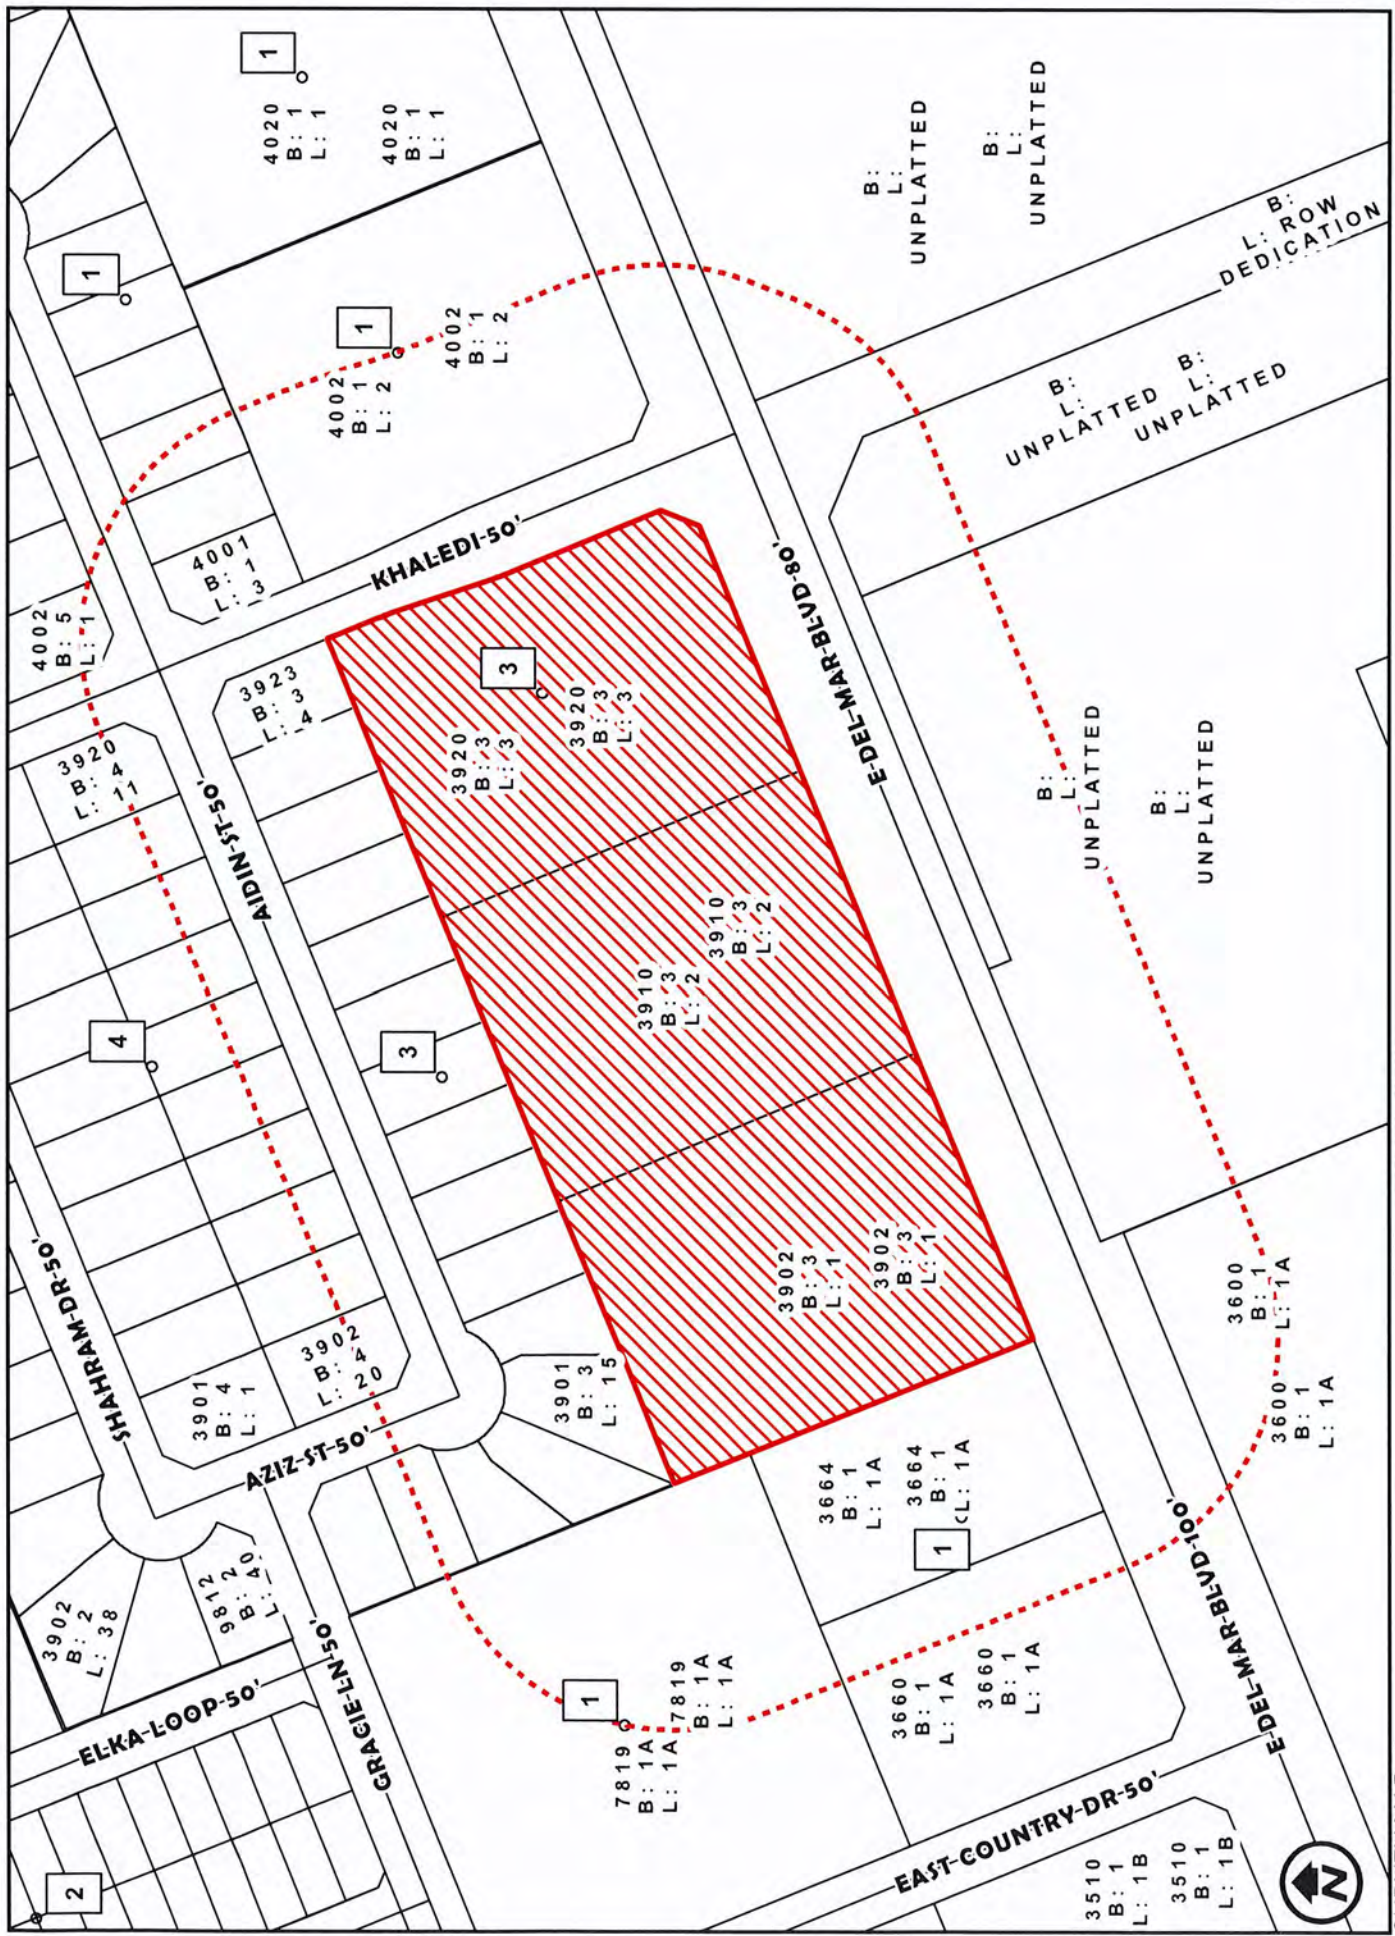 1
4020
B: 1
L: 1
4020
B: 1
L: 1
1
1
4002
B: 1
L: 2
4002
B: 1
L: 2
B:
L:
UNPLATTED
B:
L:
UNPLATTED
B:
L: ROW
DEDICATION
B:
L:
UNPLATTED
B:
L:
UNPLATTED
4002
B: 5
L: 1
4001
B: 1
L: 3
KHALEDI-50'
3920
B: 4
L: 11
3923
B: 3
L: 4
3
3920
B: 3
L: 3
3920
B: 3
L: 3
E-DEL-MAR-BLVD-80'
AIDIN-ST-50'
4
3
3910
B: 3
L: 2
3910
B: 3
L: 2
B:
L:
UNPLATTED
B:
L:
UNPLATTED
SHAHRAM-DR-50'
3901
B: 4
L: 1
3902
B: 4
L: 20
AZIZ-ST-50'
3901
B: 3
L: 15
3902
B: 3
L: 1
3902
B: 3
L: 1
3600
B: 1
L: 1A
3600
B: 1
L: 1A
3664
B: 1
L: 1A
3664
B: 1
L: 1A
1
3902
B: 2
L: 38
9812
B: 2
L: 40
ELKA-LOOP-50'
GRACIE-LN-50'
1
7819
B: 1A
L: 1A
7819
B: 1A
L: 1A
3660
B: 1
L: 1A
3660
B: 1
L: 1A
E-DEL-MAR-BLVD-100'
EAST-COUNTRY-DR-50'
2
3510
B: 1
L: 1B
3510
B: 1
L: 1B
N